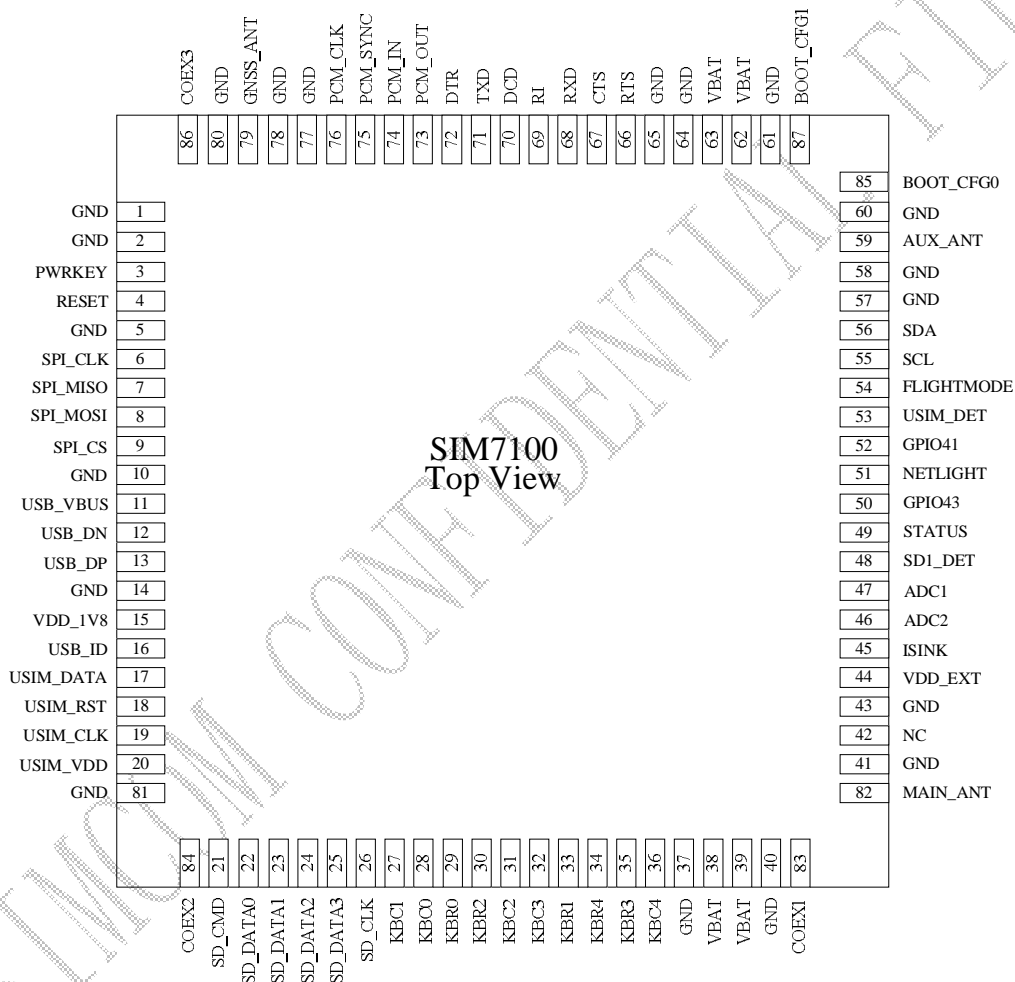 COEX3
GND
GNSS_ANT
GND
GND
PCM_CLK
PCM_SYNC
PCM_IN
PCM_OUT
DTR
TXD
DCD
RI
RXD
CTS
RTS
GND
GND
VBAT
VBAT
GND
BOOT_CFG1
86
80
79
78
77
76
75
74
73
72
71
70
69
68
67
66
65
64
63
62
61
87
85 BOOT_CFG0
GND 1
60 GND
GND 2
59 AUX_ANT
PWRKEY 3
58 GND
RESET 4
57 GND
GND 5
56 SDA
SPI_CLK 6
55 SCL
SPI_MISO 7
54 FLIGHTMODE
SPI_MOSI 8
53 USIM_DET
SPI_CS 9
52 GPIO41
GND 10
51 NETLIGHT
USB_VBUS 11
50 GPIO43
USB_DN 12
49 STATUS
USB_DP 13
48 SD1_DET
GND 14
47 ADC1
VDD_1V8 15
46 ADC2
USB_ID 16
45 ISINK
USIM_DATA 17
44 VDD_EXT
USIM_RST 18
43 GND
USIM_CLK 19
42 NC
USIM_VDD 20
41 GND
GND 81
82 MAIN_ANT
SIM7100
Top View
84
21
22
23
24
25
26
27
28
29
30
31
32
33
34
35
36
37
38
39
40
83
COEX2
SD_CMD
SD_DATA0
SD_DATA1
SD_DATA2
SD_DATA3
SD_CLK
KBC1
KBC0
KBR0
KBR2
KBC2
KBC3
KBR1
KBR4
KBR3
KBC4
GND
VBAT
VBAT
GND
COEX1
SIMCOM CONFIDENTIAL FI